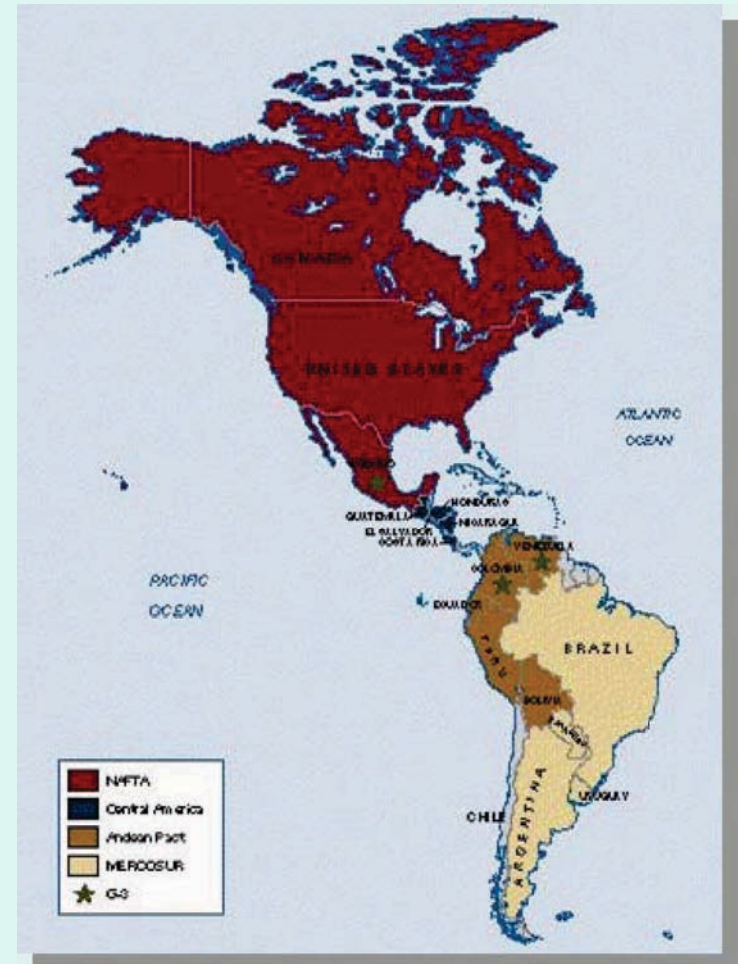 CANADA
UNITED STATES
ATLANTIC
OCEAN
MEXICO
HONDURAS
GUATEMALA
NICARAGUA
EL SALVADOR
COSTA RICA
VENEZUELA
COLOMBIA
PACIFIC
OCEAN
ECUADOR
BRAZIL
PERU
BOLIVIA
PARAGUAY
URUGUAY
CHILE
ARGENTINA
NAFTA
Central America
Andean Pact
MERCOSUR
G-3